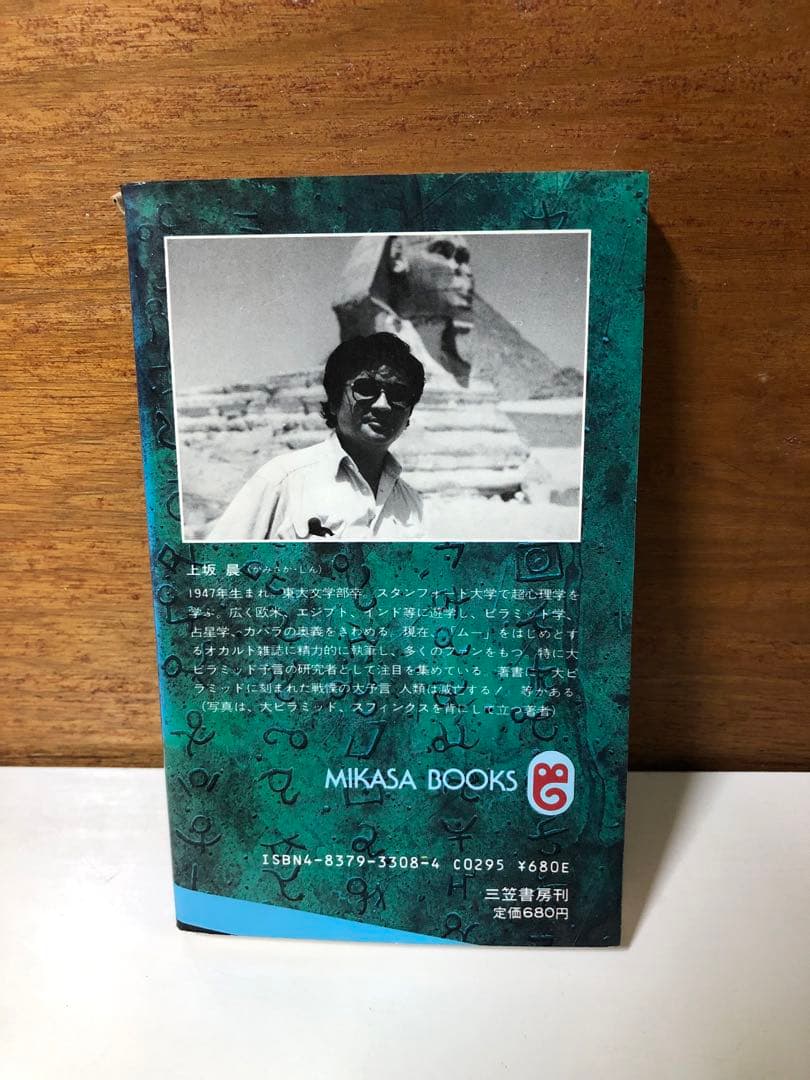 上坂 晨 (かみさか・しん)
1947年生まれ。東大文学部卒。スタンフォート大学で超心理学を
学ぶ。広く欧米、エジプト、インド等に遊学し、ピラミッド学、
占星学、カバラの奥義をきわめる。現在、「ムー」をはじめとす
るオカルト雑誌に精力的に執筆し、多くのファンをもつ。特に大
ピラミッド予言の研究者として注目を集めている。著書に、大ピ
ラミッドに刻まれた戦慄の大予言 人類は滅亡する! 等がある。
(写真は、大ピラミッド、スフィンクスを背にして立つ著者)
MIKASA BOOKS
ISBN4-8379-3308-4 C0295 ¥680E
三笠書房刊
定価680円